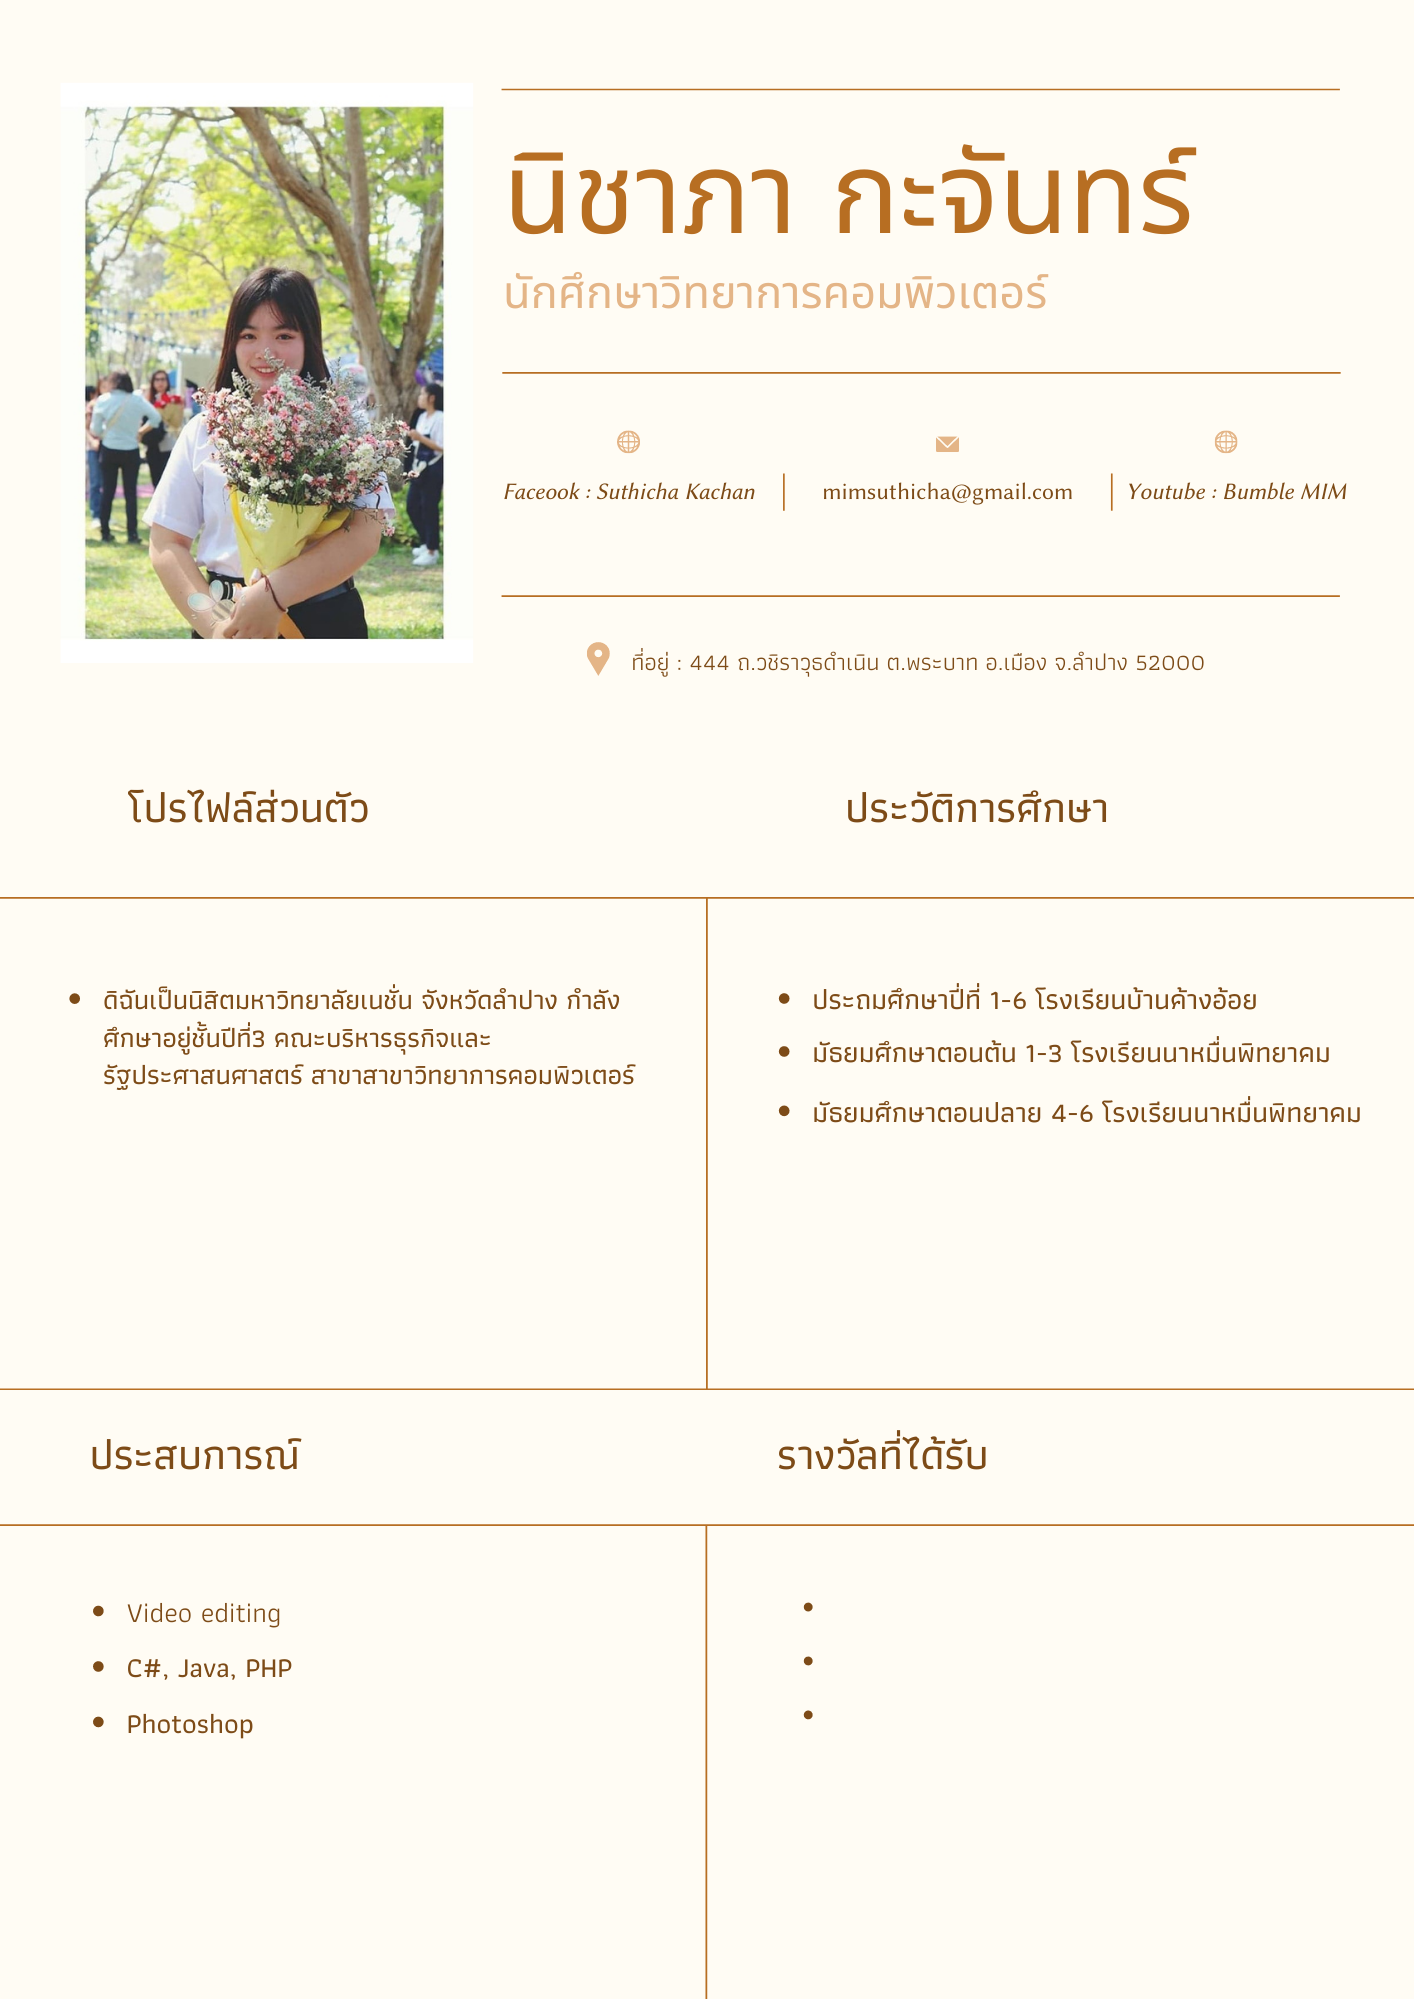 นิชาภา กะจันทร์
นักศึกษาวิทยาการคอมพิวเตอร์
Faceook : Suthicha Kachan
mimsuthicha@gmail.com
Youtube : Bumble MIM
ที่อยู่ : 444 ถ.วชิราวุธดำเนิน ต.พระบาท อ.เมือง จ.ลำปาง 52000
โปรไฟล์ส่วนตัว
ประวัติการศึกษา
ดิฉันเป็นนิสิตมหาวิทยาลัยเนชั่น จังหวัดลำปาง กำลัง
ศึกษาอยู่ชั้นปีที่3 คณะบริหารธุรกิจและ
รัฐประศาสนศาสตร์ สาขาสาขาวิทยาการคอมพิวเตอร์
ประถมศึกษาปี่ที่ 1-6 โรงเรียนบ้านค้างอ้อย
มัธยมศึกษาตอนต้น 1-3 โรงเรียนนาหมื่นพิทยาคม
มัธยมศึกษาตอนปลาย 4-6 โรงเรียนนาหมื่นพิทยาคม
ประสบการณ์
รางวัลที่ได้รับ
Video editing
C#, Java, PHP
Photoshop